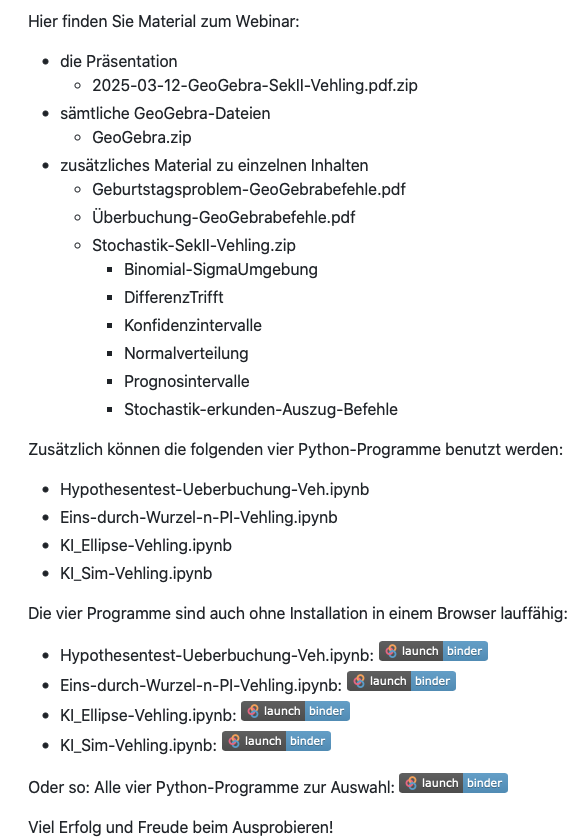 Hier finden Sie Material zum Webinar:
die Präsentation
2025-03-12-GeoGebra-SekII-Vehling.pdf.zip
sämtliche GeoGebra-Dateien
GeoGebra.zip
zusätzliches Material zu einzelnen Inhalten
Geburtstagsproblem-GeoGebrabefehle.pdf
Überbuchung-GeoGebrabefehle.pdf
Stochastik-SekII-Vehling.zip
Binomial-SigmaUmgebung
DifferenzTrifft
Konfidenzintervalle
Normalverteilung
Prognosintervalle
Stochastik-erkunden-Auszug-Befehle
Zusätzlich können die folgenden vier Python-Programme benutzt werden:
Hypothesentest-Ueberbuchung-Veh.ipynb
Eins-durch-Wurzel-n-PI-Vehling.ipynb
KI_Ellipse-Vehling.ipynb
KI_Sim-Vehling.ipynb
Die vier Programme sind auch ohne Installation in einem Browser lauffähig:
Hypothesentest-Ueberbuchung-Veh.ipynb: launch binder
Eins-durch-Wurzel-n-PI-Vehling.ipynb: launch binder
KI_Ellipse-Vehling.ipynb: launch binder
KI_Sim-Vehling.ipynb: launch binder
Oder so: Alle vier Python-Programme zur Auswahl: launch binder
Viel Erfolg und Freude beim Ausprobieren!